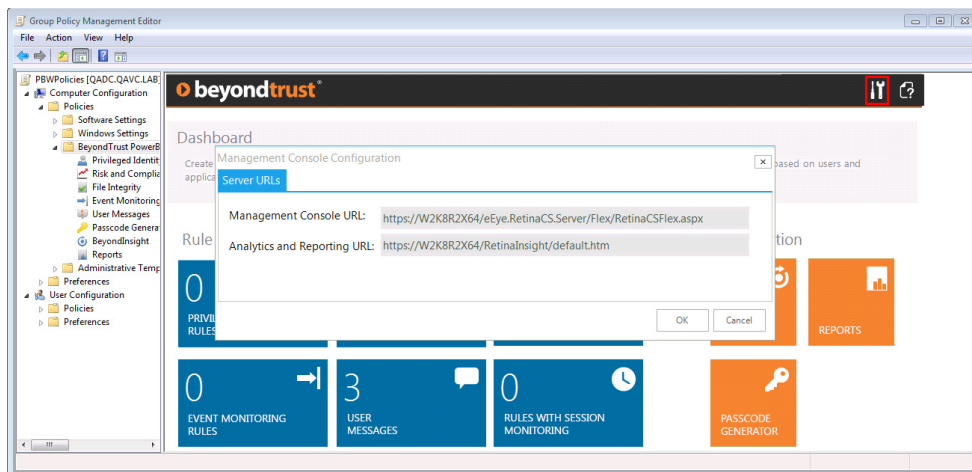 Group Policy Management Editor
File Action View Help
PBWPolicies [QADC.QAVC.LAB]
Computer Configuration
Policies
Software Settings
Windows Settings
BeyondTrust PowerB
Privileged Identit
Risk and Complia
File Integrity
Event Monitoring
User Messages
Passcode Genera
BeyondInsight
Reports
Administrative Temp
Preferences
User Configuration
Policies
Preferences
beyondtrust
Dashboard
Create
based on users and
applica
Management Console Configuration
Server URLs
Management Console URL: https://W2K8R2X64/eEye.RetinaCS.Server/Flex/RetinaCSFlex.aspx
Analytics and Reporting URL: https://W2K8R2X64/RetinaInsight/default.htm
OK Cancel
Rule
tion
0
PRIVIL
RULES
REPORTS
0
EVENT MONITORING
RULES
3
USER
MESSAGES
0
RULES WITH SESSION
MONITORING
PASSCODE
GENERATOR